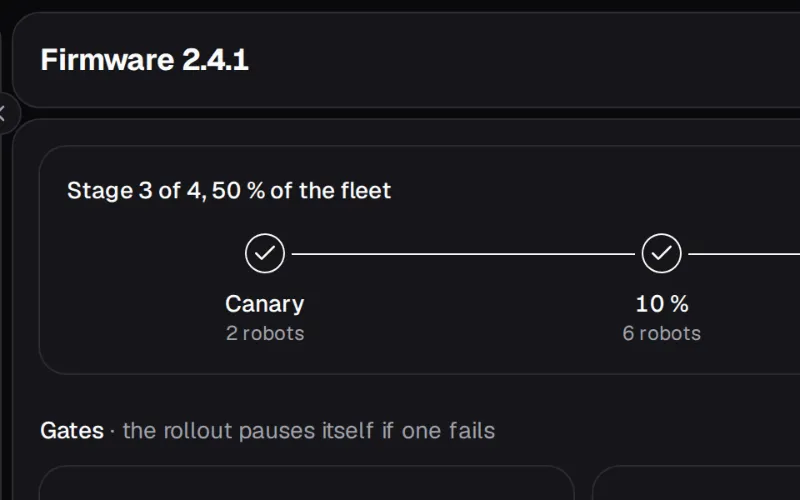 Firmware 2.4.1
Stage 3 of 4, 50 % of the fleet
Canary
2 robots
10 %
6 robots
Gates · the rollout pauses itself if one fails